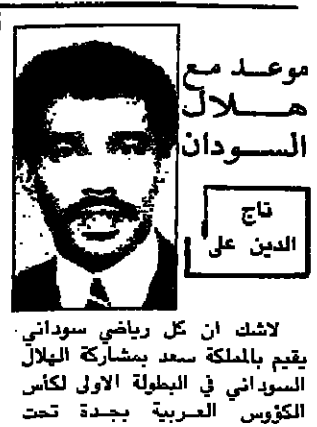 موعد مع
هلال
السودان
تاج
الدين على
لاشك ان كل رياضي سوداني
يقيم بالمملكة سعد بمشاركة الهلال
السوداني في البطولة الاولى لكأس
الكؤوس العربية بجدة تحت